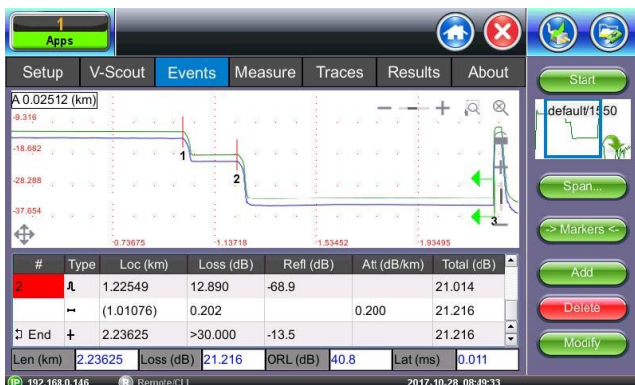 1
Apps
Setup V-Scout Events Measure Traces Results About
Start
A 0.02512 (km)
-9.316
default/1550
-18.682
1
2
-28.288
Span...
-37.654
3
-> Markers <-
0.73675 1.13718 1.53452 1.93495
# Type Loc (km) Loss (dB) Refl (dB) Att (dB/km) Total (dB)
Add
2 1.22549 12.890 -68.9 21.014
(1.01076) 0.202 0.200 21.216
Delete
End 2.23625 >30.000 -13.5 21.216
Modify
Len (km) 2.23625 Loss (dB) 21.216 ORL (dB) 40.8 Lat (ms) 0.011
IP 192.168.0.146 R Remote/CLI 2017-10-28 08:49:33